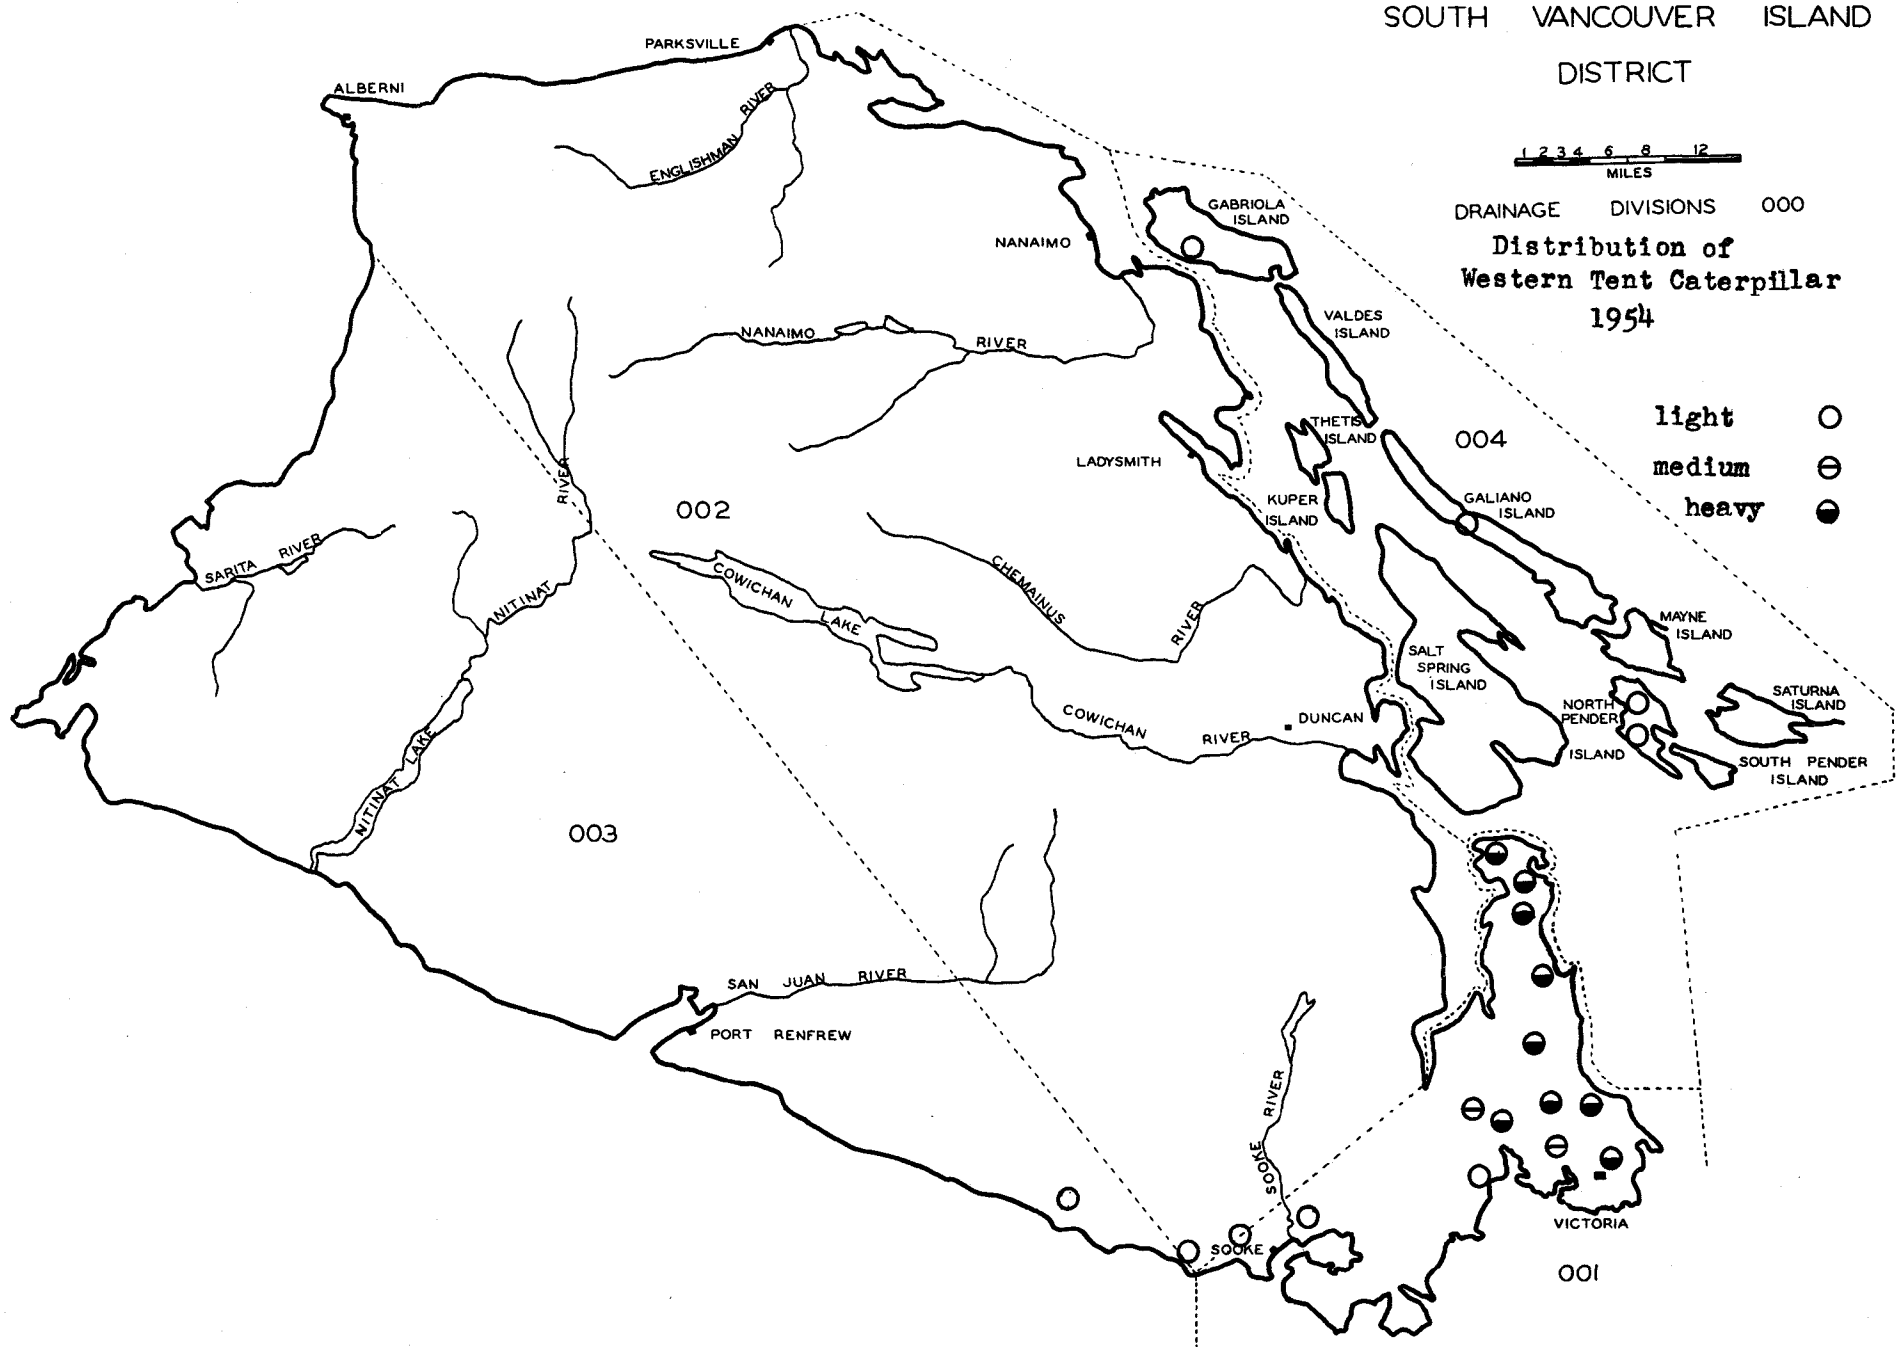 SOUTH VANCOUVER ISLAND
DISTRICT
1 2 3 4 6 8 12
MILES
DRAINAGE DIVISIONS 000
Distribution of
Western Tent Caterpillar
1954
light
medium
heavy
PARKSVILLE
ALBERNI
ENGLISHMAN RIVER
GABRIOLA
ISLAND
NANAIMO
VALDES
ISLAND
NANAIMO RIVER
THETIS
ISLAND
004
LADYSMITH
RIVER
KUPER
ISLAND
GALIANO
ISLAND
002
SARITA RIVER
NITINAT
COWICHAN LAKE
CHEMAINUS RIVER
MAYNE
ISLAND
SALT
SPRING
ISLAND
SATURNA
ISLAND
NORTH
PENDER
ISLAND
DUNCAN
COWICHAN RIVER
SOUTH PENDER
ISLAND
NITINAT LAKE
003
SAN JUAN RIVER
PORT RENFREW
SOOKE RIVER
SOOKE
VICTORIA
001